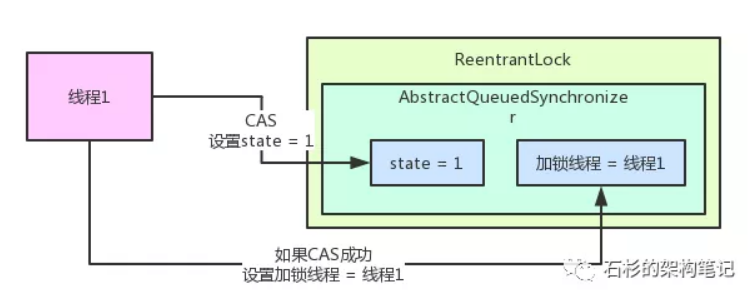 ReentrantLock
线程1
AbstractQueuedSynchronize
r
CAS
设置state = 1
state = 1
加锁线程 = 线程1
如果CAS成功
设置加锁线程 = 线程1
石杉的架构笔记